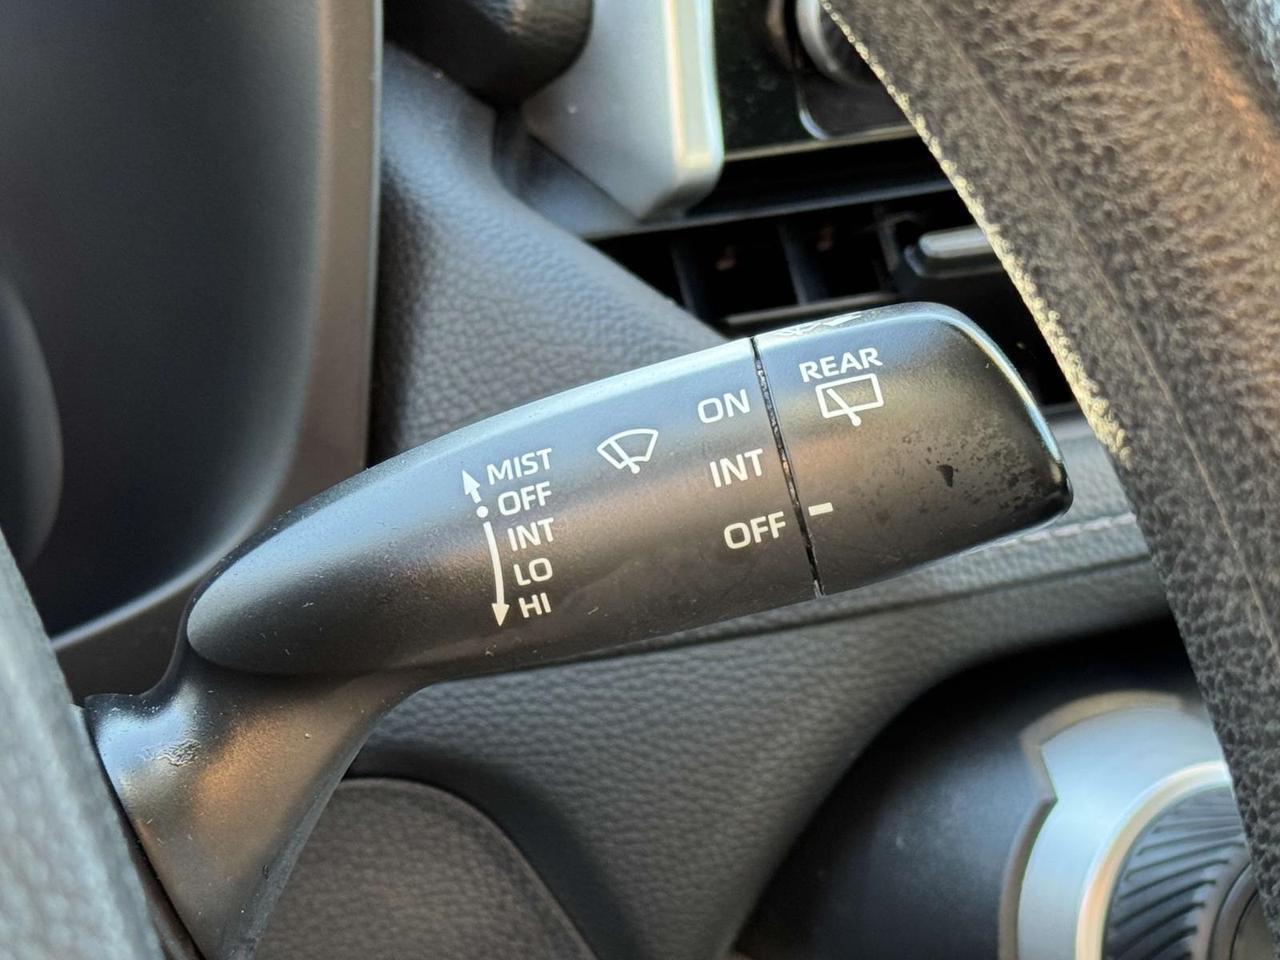 MIST
OFF
INT
LO
HI
ON
INT
OFF
REAR